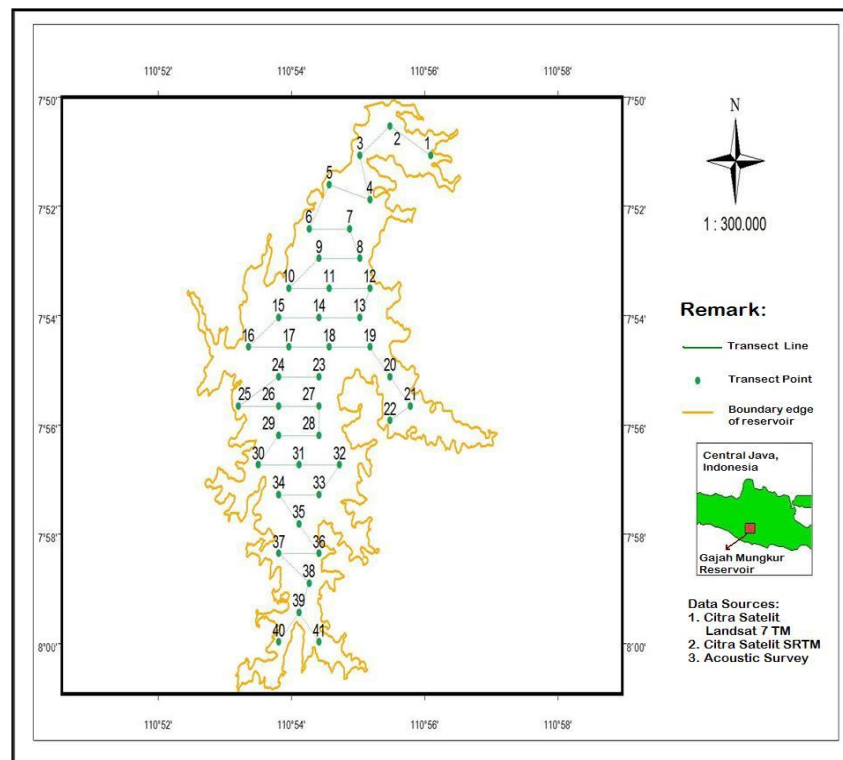 110°52' 110°54' 110°56' 110°58'
7°50' 7°50'
N
1
2
3
4
5
7°52' 7°52'
6 7
1 : 300.000
9 8
10 11 12
Remark:
15 14 13
7°54' 7°54'
16 17 18 19
Transect Line
24 23 20
Transect Point
25 26 27 21
22
Boundary edge
of reservoir
7°56' 7°56'
29 28
30 31 32
Central Java,
Indonesia
34 33
35
7°58' 7°58'
37 36
Gajah Mungkur
Reservoir
38
39
Data Sources:
1. Citra Satelit
Landsat 7 TM
2. Citra Satelit SRTM
3. Acoustic Survey
40 41
8°00' 8°00'
110°52' 110°54' 110°56' 110°58'